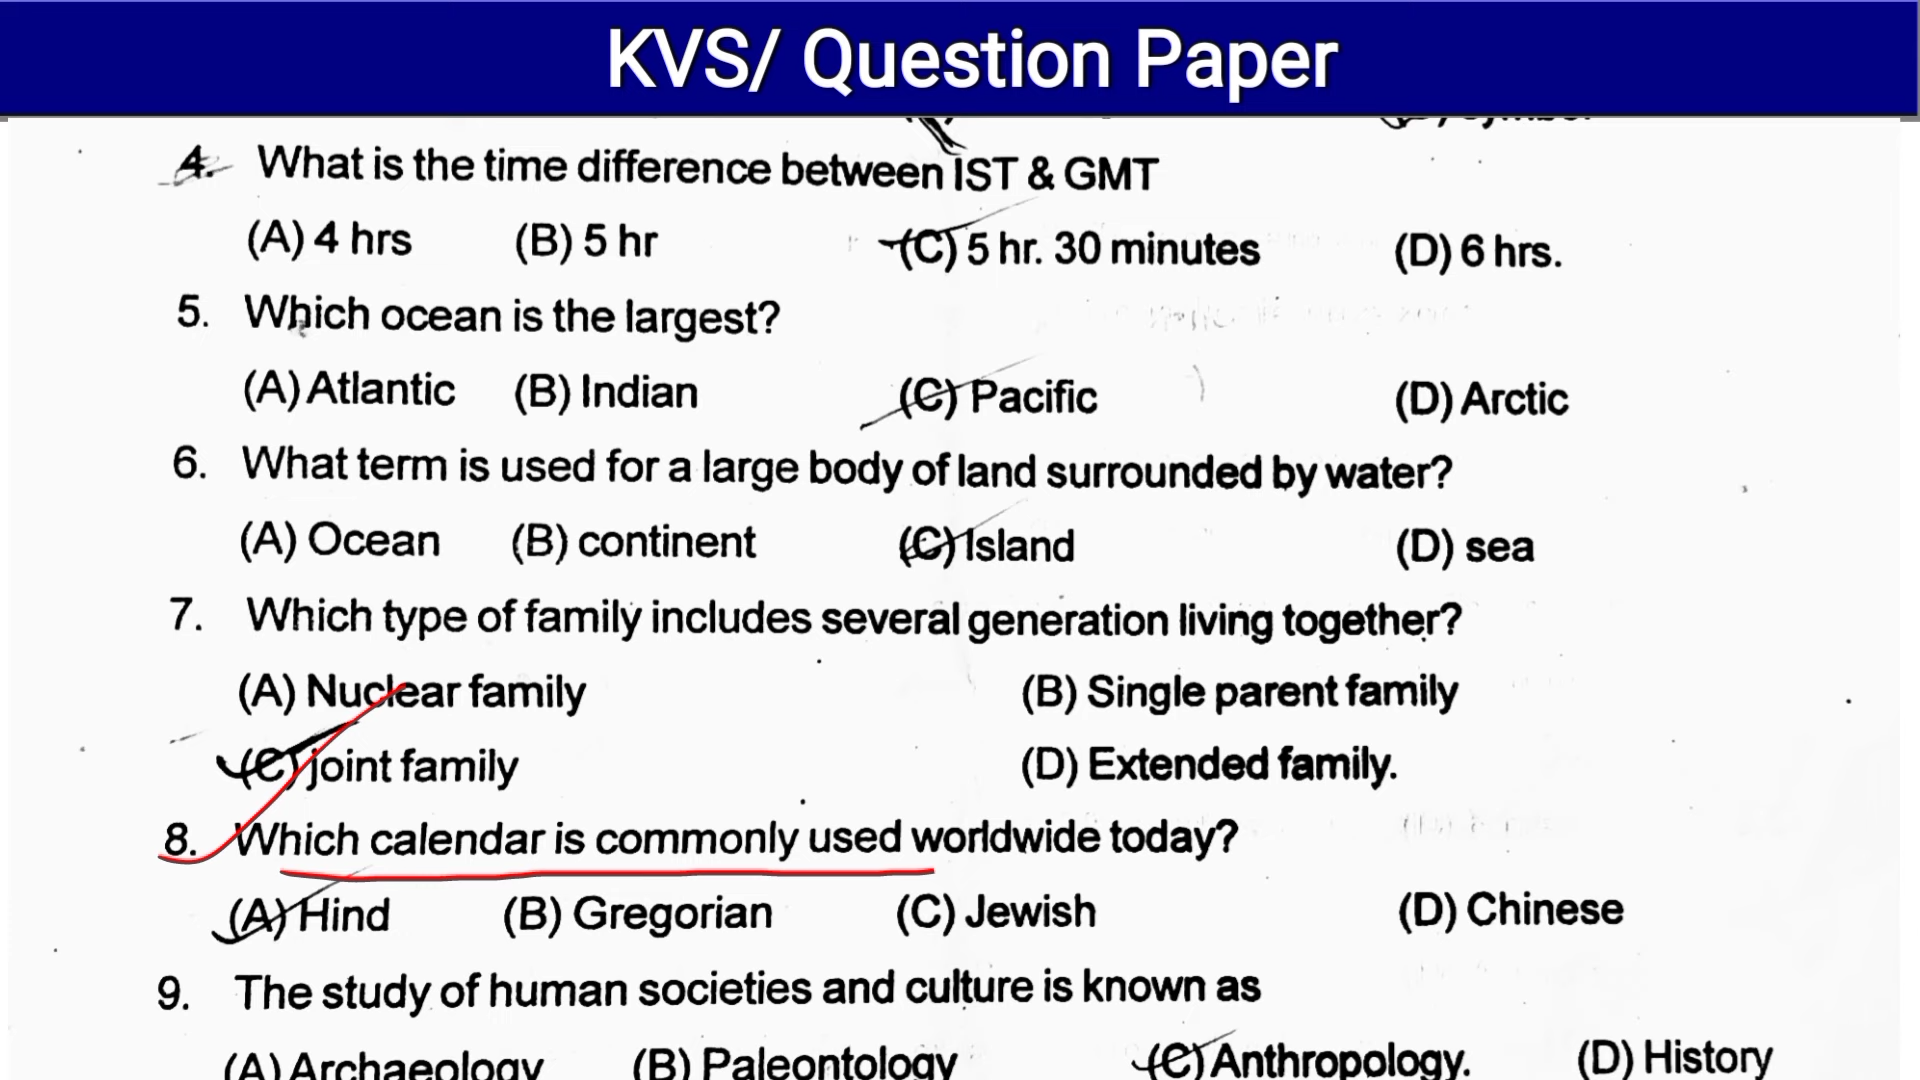 KVS/ Question Paper
4. What is the time difference between IST & GMT
(A) 4 hrs (B) 5 hr (C) 5 hr. 30 minutes (D) 6 hrs.
5. Which ocean is the largest?
(A) Atlantic (B) Indian (C) Pacific (D) Arctic
6. What term is used for a large body of land surrounded by water?
(A) Ocean (B) continent (C) Island (D) sea
7. Which type of family includes several generation living together?
(A) Nuclear family (B) Single parent family
(C) joint family (D) Extended family.
8. Which calendar is commonly used worldwide today?
(A) Hind (B) Gregorian (C) Jewish (D) Chinese
9. The study of human societies and culture is known as
(A) Archaeology (B) Paleontology (C) Anthropology. (D) History